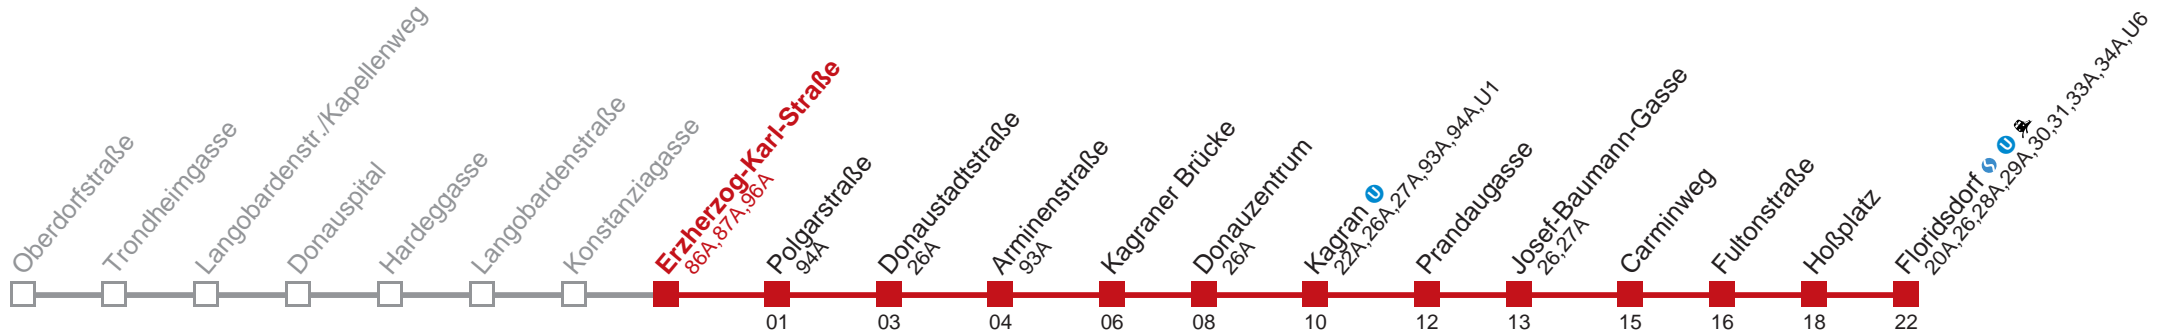 Oberdorfstraße
Trondheimgasse
Langobardenstr./Kapellenweg
Donauspital
Hardeggasse
Langobardenstraße
Konstanziagasse
Erzherzog-Karl-Straße
86A,87A,96A
Polgarstraße
94A
Donaustadtstraße
26A
Arminenstraße
93A
Kagraner Brücke
Donauzentrum
26A
Kagran U
22A,26A,27A,93A,94A,U1
Prandaugasse
Josef-Baumann-Gasse
26,27A
Carminweg
Fultonstraße
Hoßplatz
Floridsdorf S U
20A,26,28A,29A,30,31,33A,34A,U6
01 03 04 06 08 10 12 13 15 16 18 22